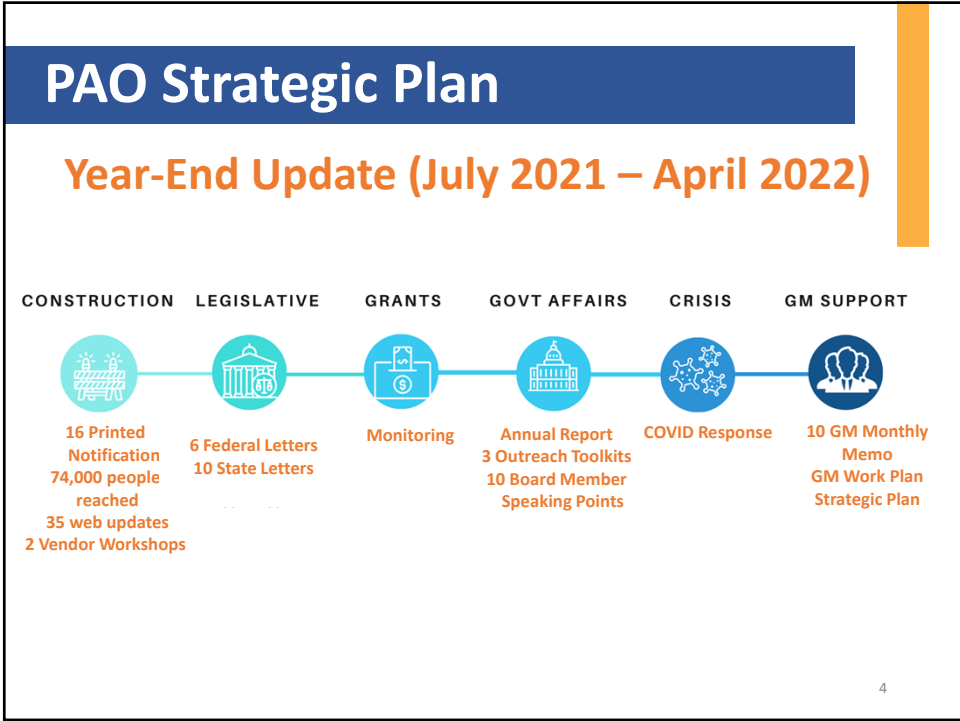 PAO Strategic Plan
Year-End Update (July 2021 – April 2022)
CONSTRUCTION
16 Printed
Notification
74,000 people
reached
35 web updates
2 Vendor Workshops
LEGISLATIVE
6 Federal Letters
10 State Letters
GRANTS
$
$
Monitoring
GOVT AFFAIRS
Annual Report
3 Outreach Toolkits
10 Board Member
Speaking Points
CRISIS
COVID Response
GM SUPPORT
10 GM Monthly
Memo
GM Work Plan
Strategic Plan
4